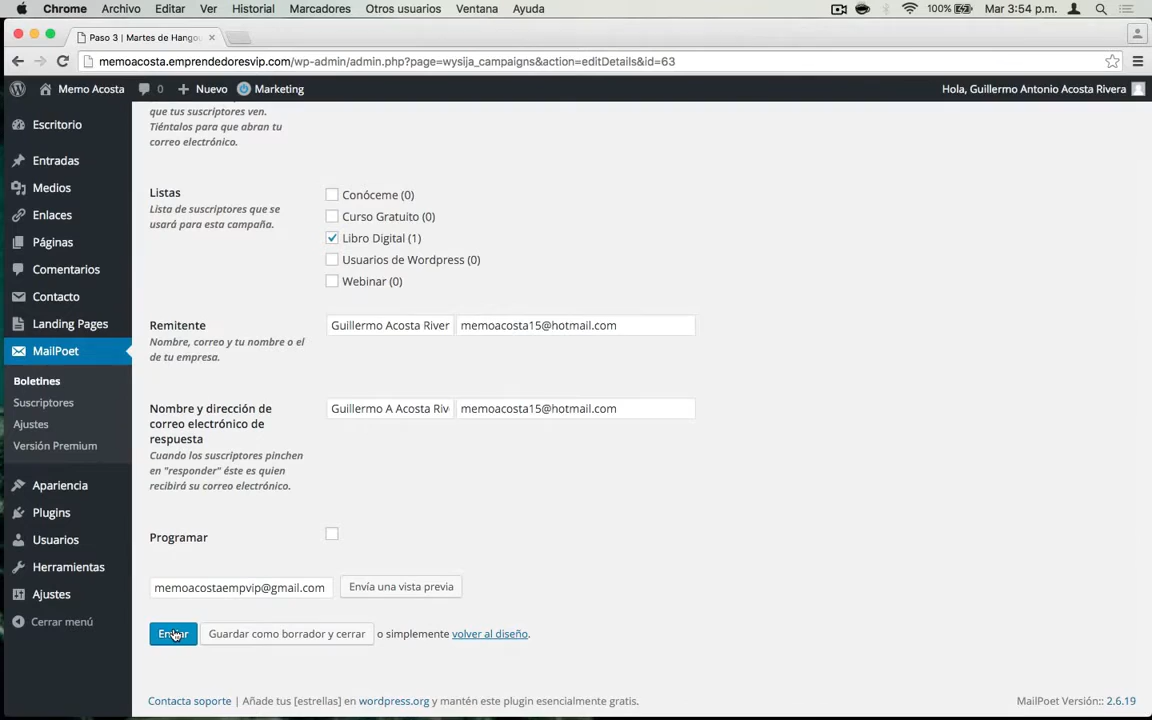 Chrome Archivo Editar Ver Historial Marcadores Otros usuarios Ventana Ayuda 100% Mar 3:54 p.m.
Paso 3 | Martes de Hangou
memoacosta.emprendedoresvip.com/wp-admin/admin.php?page=wysija_campaigns&action=editDetails&id=63
Memo Acosta 0 Nuevo Marketing Hola, Guillermo Antonio Acosta Rivera
Escritorio
Entradas
Medios
Enlaces
Páginas
Comentarios
Contacto
Landing Pages
MailPoet
Boletines
Suscriptores
Ajustes
Versión Premium
Apariencia
Plugins
Usuarios
Herramientas
Ajustes
Cerrar menú
que tus suscriptores ven.
Tiéntalos para que abran tu
correo electrónico.
Listas
Lista de suscriptores que se
usará para esta campaña.
Conóceme (0)
Curso Gratuito (0)
Libro Digital (1)
Usuarios de Wordpress (0)
Webinar (0)
Remitente
Nombre, correo y tu nombre o el
de tu empresa.
Guillermo Acosta River memoacosta15@hotmail.com
Nombre y dirección de
correo electrónico de
respuesta
Cuando los suscriptores pinchen
en "responder" éste es quien
recibirá su correo electrónico.
Guillermo A Acosta Riv memoacosta15@hotmail.com
Programar
memoacostaempvip@gmail.com Envía una vista previa
Enviar Guardar como borrador y cerrar o simplemente volver al diseño.
Contacta soporte | Añade tus [estrellas] en wordpress.org y mantén este plugin esencialmente gratis. MailPoet Versión:: 2.6.19